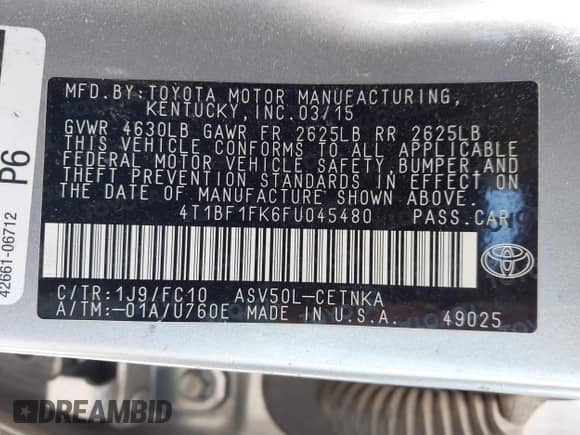 MFD.BY:TOYOTA MOTOR MANUFACTURING,
KENTUCKY, INC.03/15
GVWR 4630LB GAWR FR 2625LB RR 2625LB
THIS VEHICLE CONFORMS TO ALL APPLICABLE
FEDERAL MOTOR VEHICLE SAFETY, BUMPER AND
THEFT PREVENTION STANDARDS IN EFFECT ON
THE DATE OF MANUFACTURE SHOWN ABOVE.
4T1BF1FK6FU045480 PASS.CAR
C/TR:1J9/FC10 ASV50L-CETNKA
A/TM:-01A/U760E MADE IN U.S.A. 49025
42661-06712
P6
DREAMBID